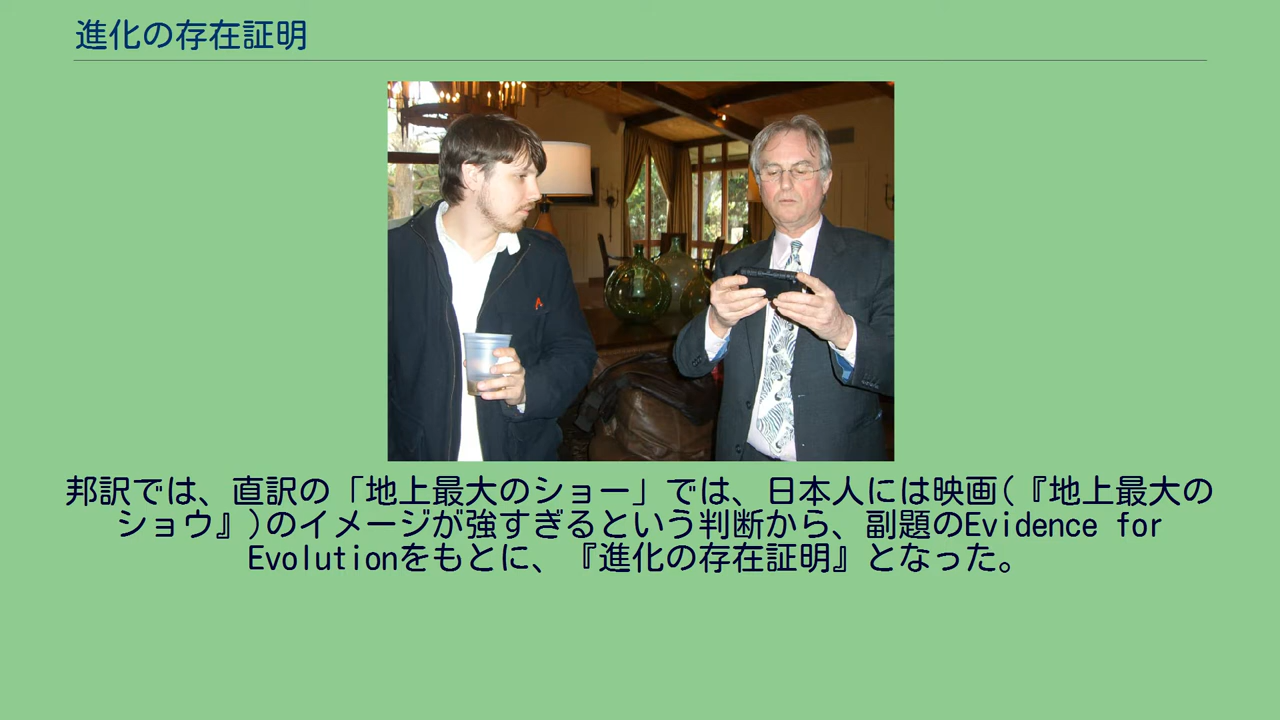 進化の存在証明
邦訳では、直訳の「地上最大のショー」では、日本人には映画(『地上最大の
ショウ』)のイメージが強すぎるという判断から、副題のEvidence for
Evolutionをもとに、『進化の存在証明』となった。